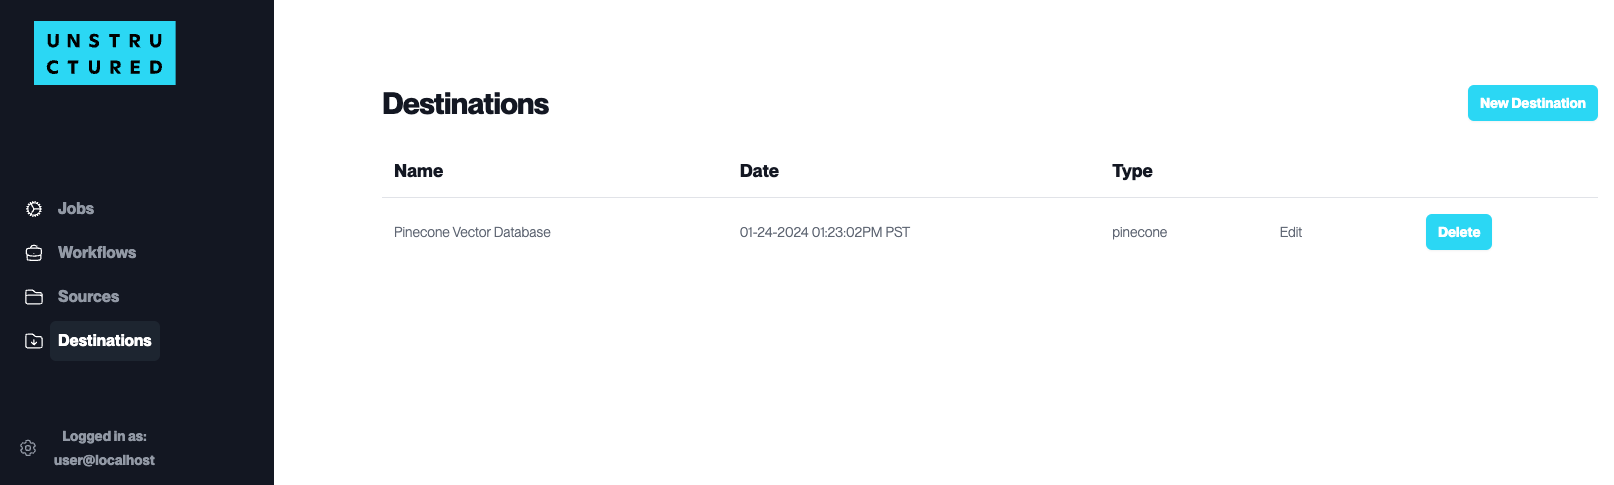 UNSTRU
CTURED
Jobs
Workflows
Sources
Destinations
Logged in as:
user@localhost
Destinations
New Destination
Name Date Type
Pinecone Vector Database 01-24-2024 01:23:02PM PST pinecone Edit Delete